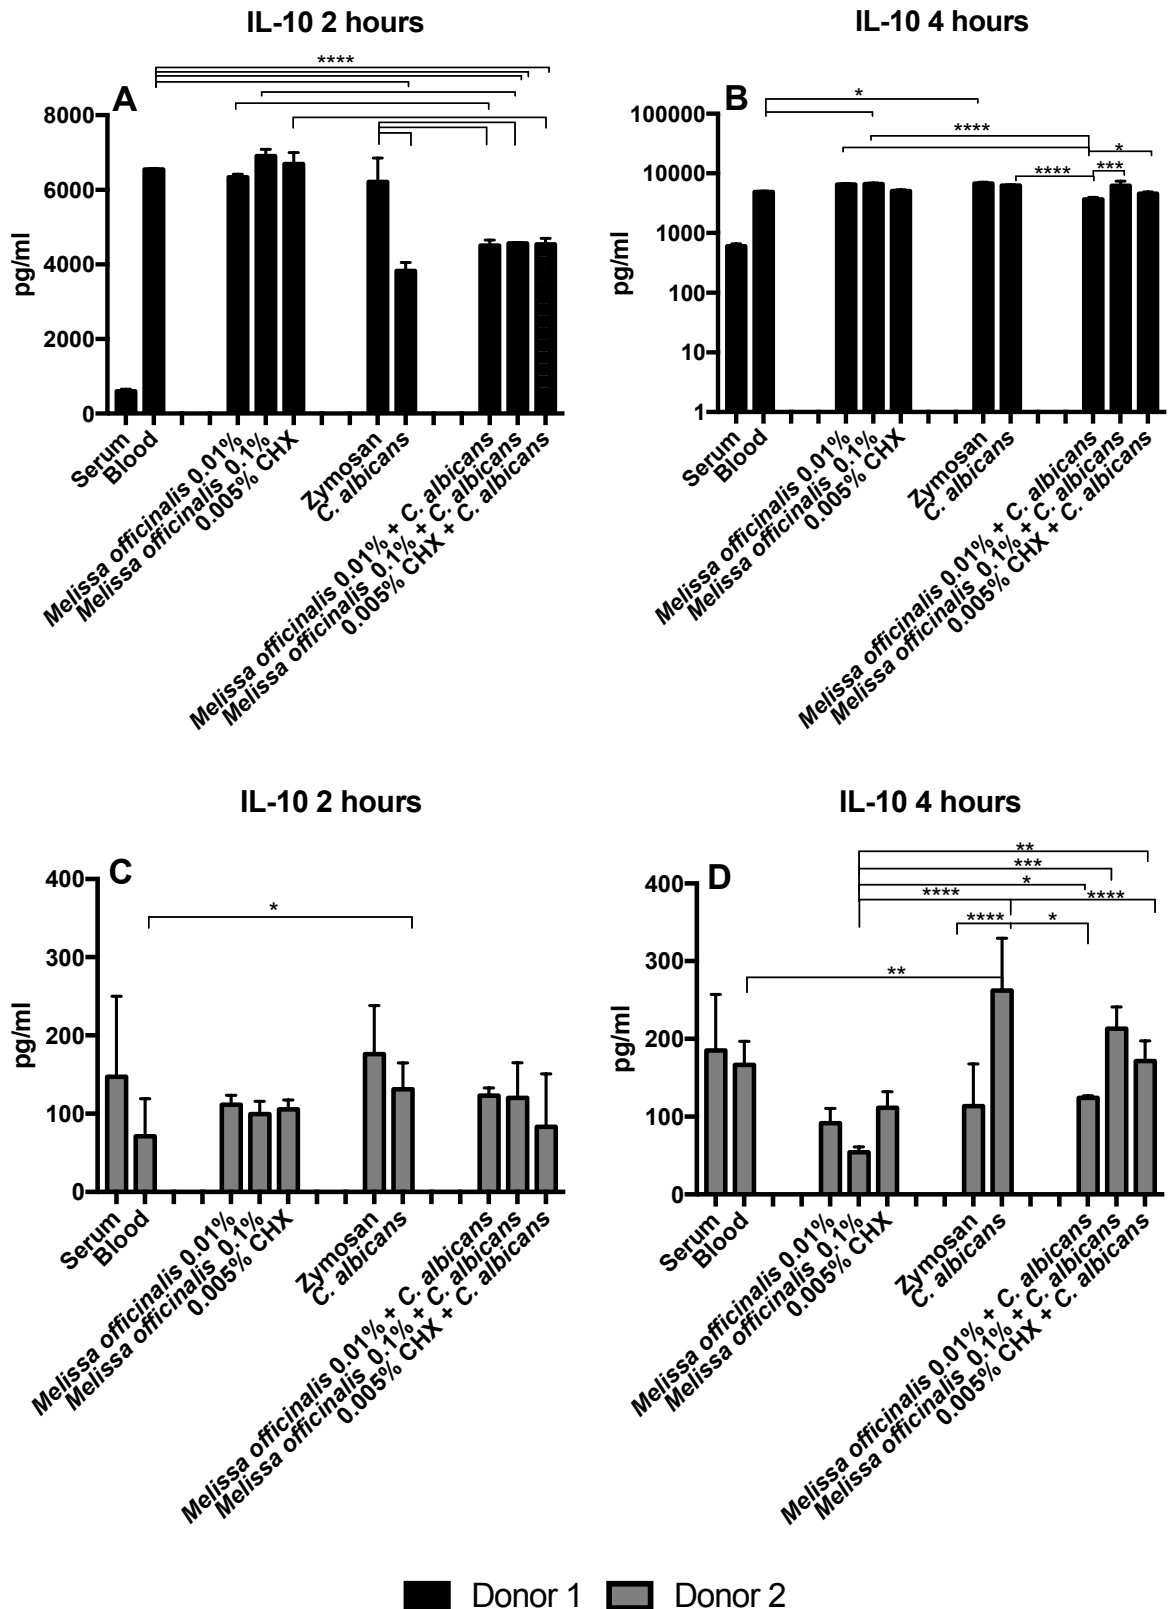 IL-10 2 hours
A
****
pg/ml
8000
6000
4000
2000
0
Serum
Blood
Melissa officinalis 0.01%
Melissa officinalis 0.1%
0.005% CHX
Zymosan
C. albicans
Melissa officinalis 0.01% + C. albicans
Melissa officinalis 0.1% + C. albicans
0.005% CHX + C. albicans
IL-10 4 hours
B
*
****
*
****
***
pg/ml
100000
10000
1000
100
10
1
Serum
Blood
Melissa officinalis 0.01%
Melissa officinalis 0.1%
0.005% CHX
Zymosan
C. albicans
Melissa officinalis 0.01% + C. albicans
Melissa officinalis 0.1% + C. albicans
0.005% CHX + C. albicans
IL-10 2 hours
C
*
pg/ml
400
300
200
100
0
Serum
Blood
Melissa officinalis 0.01%
Melissa officinalis 0.1%
0.005% CHX
Zymosan
C. albicans
Melissa officinalis 0.01% + C. albicans
Melissa officinalis 0.1% + C. albicans
0.005% CHX + C. albicans
IL-10 4 hours
D
**
***
*
****
****
****
*
**
pg/ml
400
300
200
100
0
Serum
Blood
Melissa officinalis 0.01%
Melissa officinalis 0.1%
0.005% CHX
Zymosan
C. albicans
Melissa officinalis 0.01% + C. albicans
Melissa officinalis 0.1% + C. albicans
0.005% CHX + C. albicans
Donor 1
Donor 2